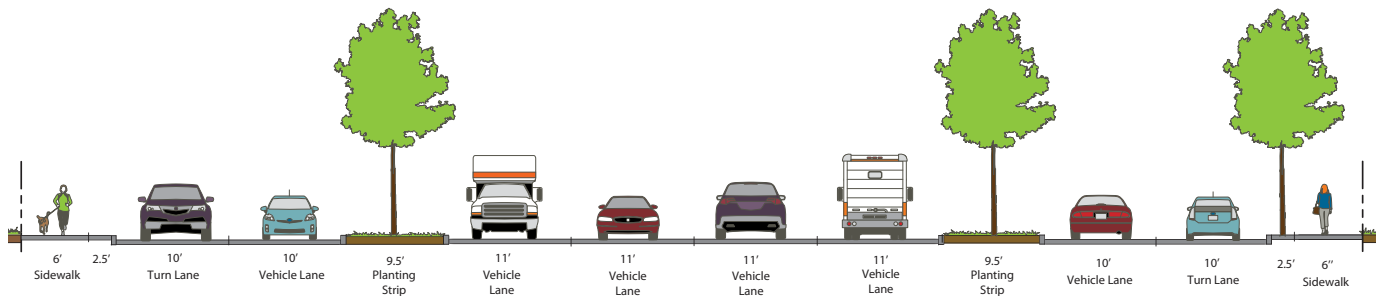 6’
Sidewalk
2.5’
10’
Turn Lane
10’
Vehicle Lane
9.5’
Planting
Strip
11’
Vehicle
Lane
11’
Vehicle
Lane
11’
Vehicle
Lane
11’
Vehicle
Lane
9.5’
Planting
Strip
10’
Vehicle Lane
10’
Turn Lane
2.5’
6’’
Sidewalk